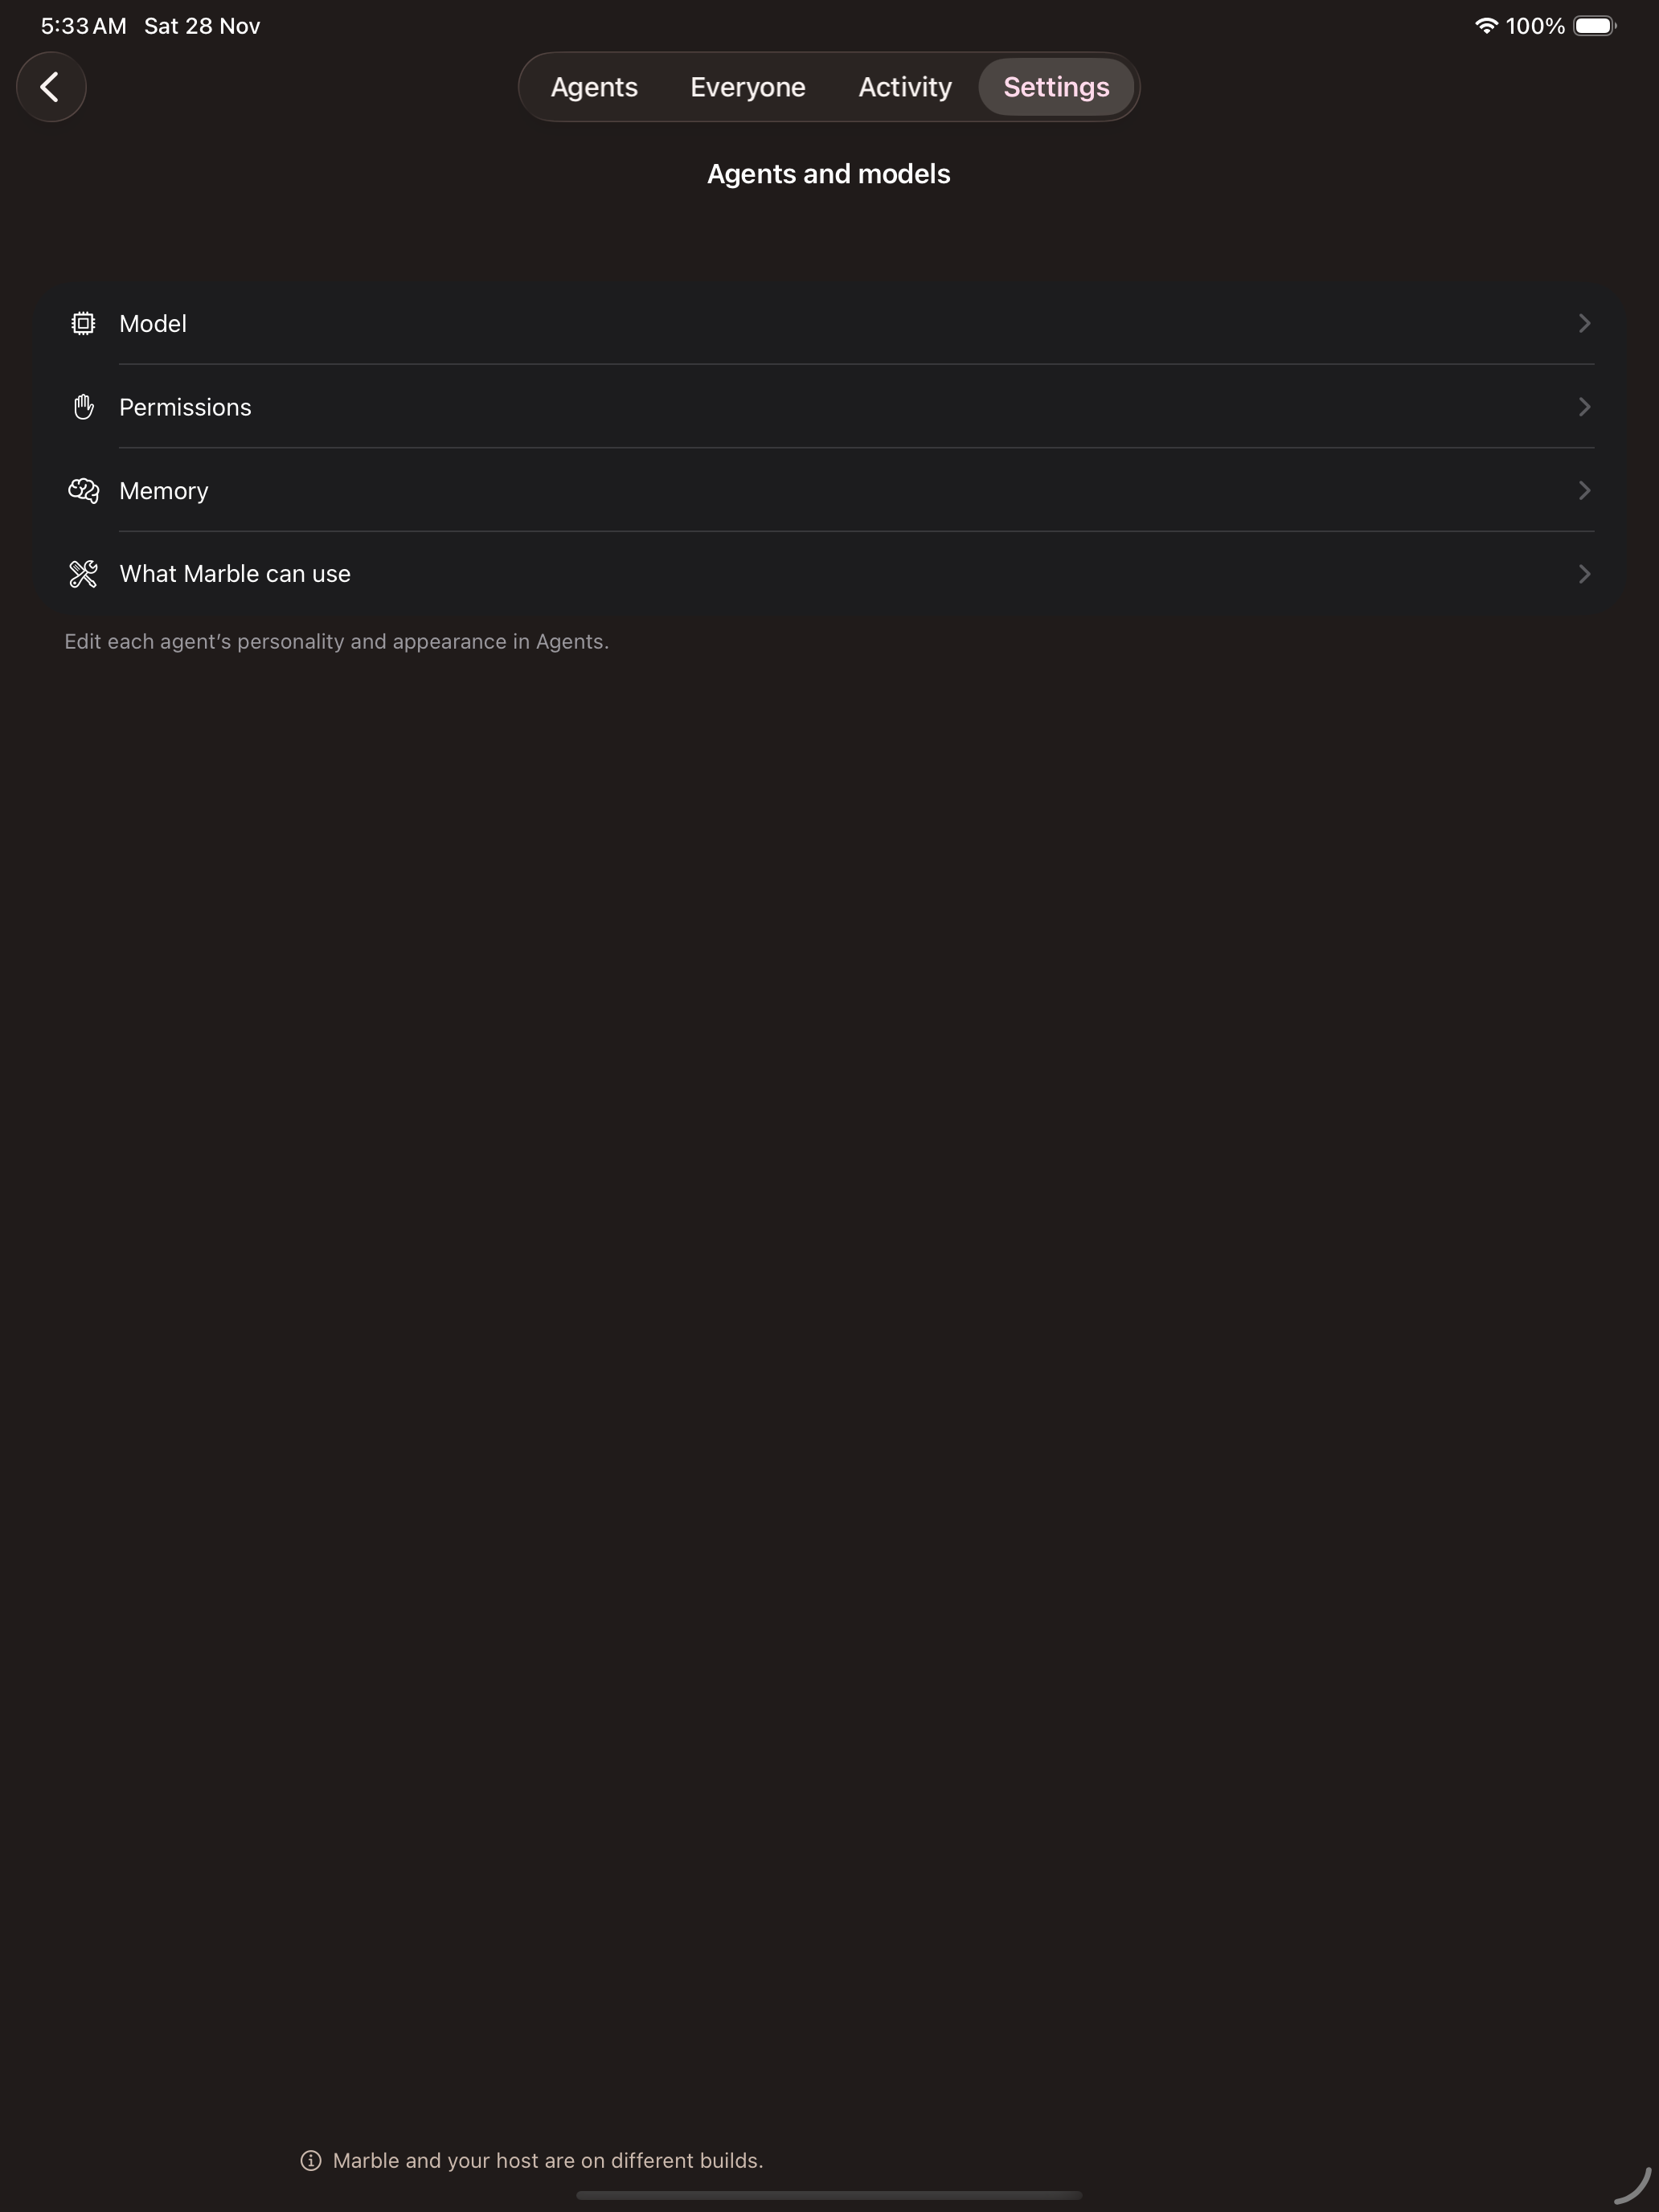 5:33 AM Sat 28 Nov
100%
Agents Everyone Activity Settings
Agents and models
Model
Permissions
Memory
What Marble can use
Edit each agent’s personality and appearance in Agents.
Marble and your host are on different builds.